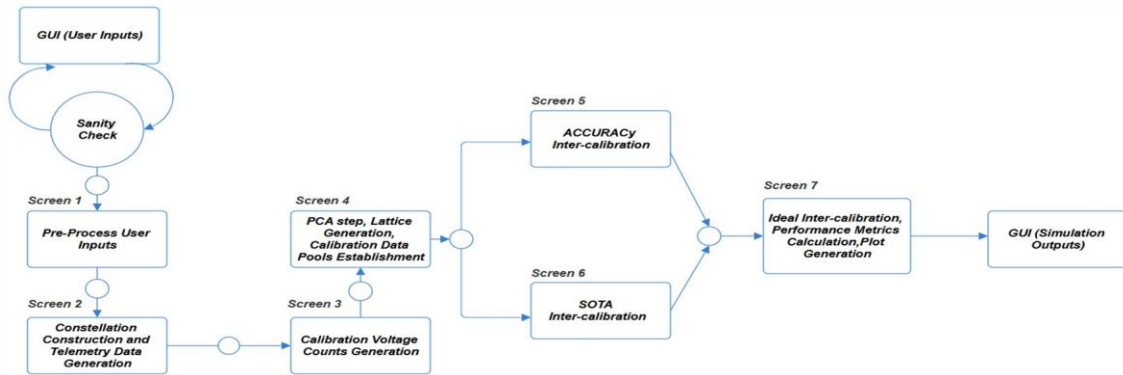 GUI (User Inputs)
Sanity
Check
Screen 1
Pre-Process User
Inputs
Screen 2
Constellation
Construction and
Telemetry Data
Generation
Screen 3
Calibration Voltage
Counts Generation
Screen 4
PCA step, Lattice
Generation,
Calibration Data
Pools Establishment
Screen 5
ACCURACy
Inter-calibration
Screen 6
SOTA
Inter-calibration
Screen 7
Ideal Inter-calibration,
Performance Metrics
Calculation,Plot
Generation
GUI (Simulation
Outputs)